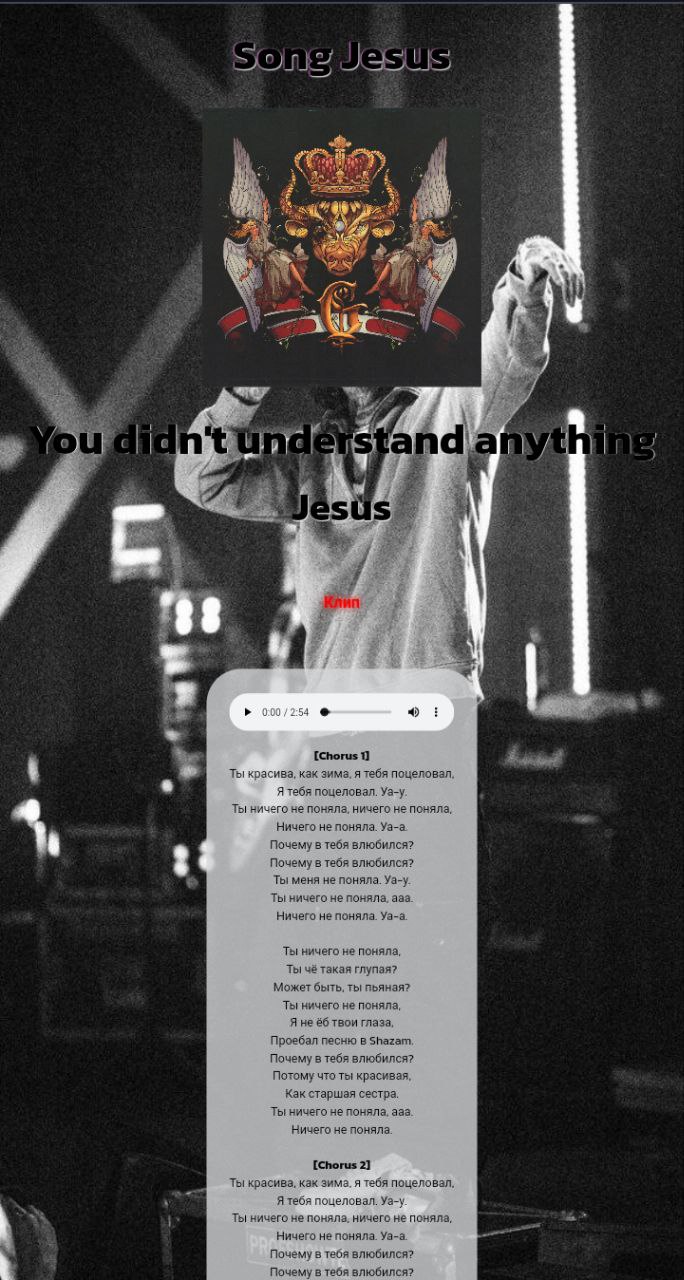 Song Jesus
You didn't understand anything
Jesus
Клип
0:00 / 2:54
[Chorus 1]
Ты красива, как зима, я тебя поцеловал,
Я тебя поцеловал. Уа-у.
Ты ничего не поняла, ничего не поняла,
Ничего не поняла. Уа-а.
Почему в тебя влюбился?
Почему в тебя влюбился?
Ты меня не поняла. Уа-у.
Ты ничего не поняла, ааа.
Ничего не поняла. Уа-а.
Ты ничего не поняла,
Ты чё такая глупая?
Может быть, ты пьяная?
Ты ничего не поняла,
Я не ёб твои глаза,
Проебал песню в Shazam.
Почему в тебя влюбился?
Потому что ты красивая,
Как старшая сестра.
Ты ничего не поняла, ааа.
Ничего не поняла.
[Chorus 2]
Ты красива, как зима, я тебя поцеловал,
Я тебя поцеловал. Уа-у.
Ты ничего не поняла, ничего не поняла,
Ничего не поняла. Уа-а.
Почему в тебя влюбился?
Почему в тебя влюбился?